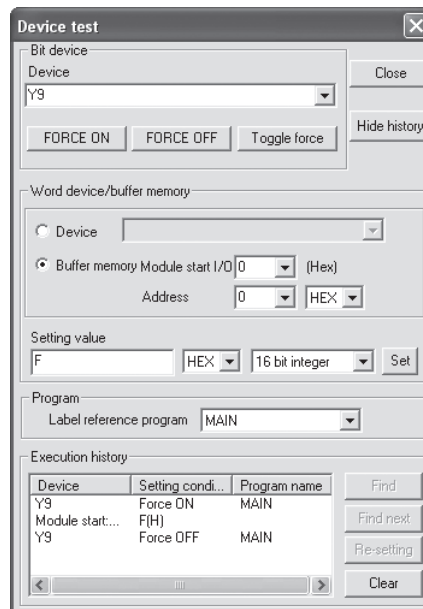 Device test
Bit device
Device
Close
Y9
FORCE ON FORCE OFF Toggle force Hide history
Word device/buffer memory
Device
Buffer memory Module start I/O 0 (Hex)
Address 0 HEX
Setting value
F HEX 16 bit integer Set
Program
Label reference program MAIN
Execution history
Device Setting condi... Program name
Y9 Force ON MAIN
Module start:... F(H)
Y9 Force OFF MAIN
Find
Find next
Re-setting
Clear